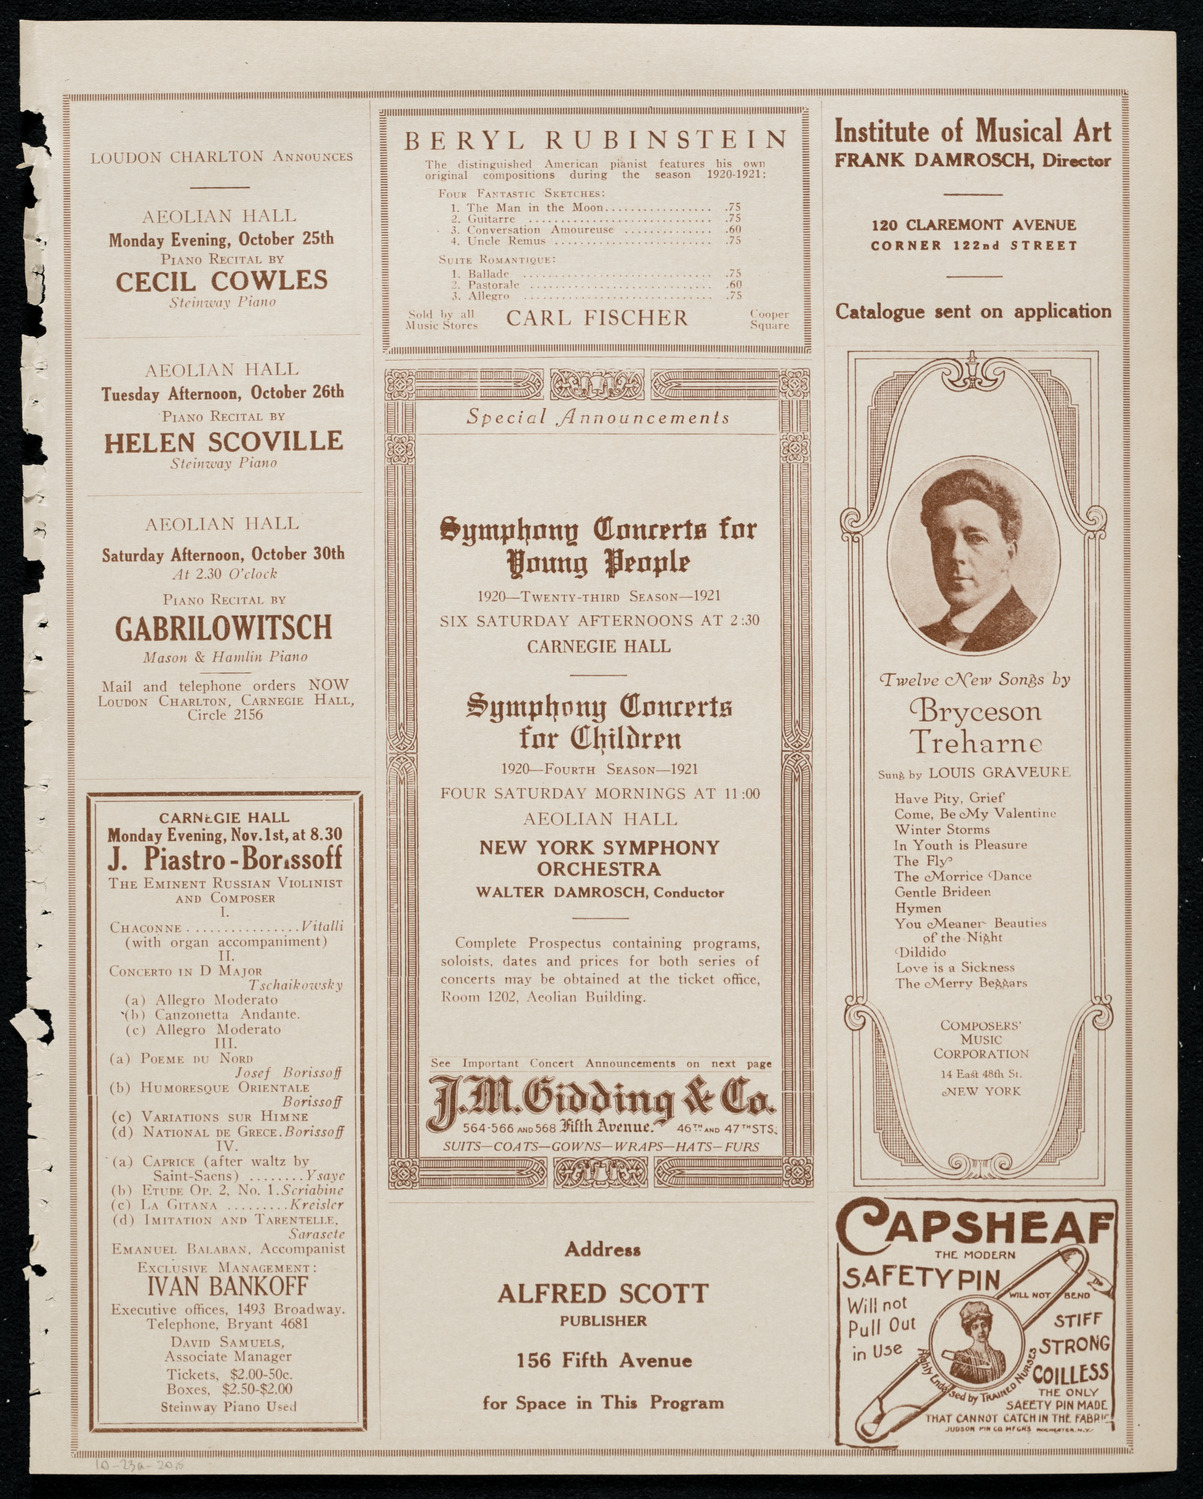 LOUDON CHARLTON ANNOUNCES
AEOLIAN HALL
Monday Evening, October 25th
PIANO RECITAL BY
CECIL COWLES
Steinway Piano
AEOLIAN HALL
Tuesday Afternoon, October 26th
PIANO RECITAL BY
HELEN SCOVILLE
Steinway Piano
AEOLIAN HALL
Saturday Afternoon, October 30th
At 2.30 O'clock
PIANO RECITAL BY
GABRILOWITSCH
Mason & Hamlin Piano
Mail and telephone orders NOW
LOUDON CHARLTON, CARNEGIE HALL,
Circle 2156
CARNEGIE HALL
Monday Evening, Nov. 1st, at 8.30
J. Piastro-Borissoff
THE EMINENT RUSSIAN VIOLINIST
AND COMPOSER
I.
CHACONNE ................ Vitalli
(with organ accompaniment)
II.
CONCERTO IN D MAJOR
Tschaikowsky
(a) Allegro Moderato
(b) Canzonetta Andante.
(c) Allegro Moderato
III.
(a) POEME DU NORD
Josef Borissoff
(b) HUMORESQUE ORIENTALE
Borissoff
(c) VARIATIONS SUR HIMNE
(d) NATIONAL DE GRECE. Borissoff
IV.
(a) CAPRICE (after waltz by
Saint-Saens) ........ Ysaye
(b) ETUDE OP. 2, NO. 1. Scriabine
(c) LA GITANA ......... Kreisler
(d) IMITATION AND TARENTELLE,
Sarasete
EMANUEL BALABAN, Accompanist
EXCLUSIVE MANAGEMENT:
IVAN BANKOFF
Executive offices, 1493 Broadway.
Telephone, Bryant 4681
DAVID SAMUELS,
Associate Manager
Tickets, $2.00-50c.
Boxes, $2.50-$2.00
Steinway Piano Used
BERYL RUBINSTEIN
The distinguished American pianist features his own
original compositions during the season 1920-1921:
FOUR FANTASTIC SKETCHES:
1. The Man in the Moon................ .75
2. Guitarre ........................... .75
3. Conversation Amoureuse ............. .60
4. Uncle Remus ........................ .75
SUITE ROMANTIQUE:
1. Ballade ............................ .75
2. Pastorale .......................... .60
3. Allegro ............................ .75
Sold by all
Music Stores
CARL FISCHER
Cooper
Square
Special Announcements
Symphony Concerts for
Young People
1920—TWENTY-THIRD SEASON—1921
SIX SATURDAY AFTERNOONS AT 2:30
CARNEGIE HALL
Symphony Concerts
for Children
1920—FOURTH SEASON—1921
FOUR SATURDAY MORNINGS AT 11:00
AEOLIAN HALL
NEW YORK SYMPHONY
ORCHESTRA
WALTER DAMROSCH, Conductor
Complete Prospectus containing programs,
soloists, dates and prices for both series of
concerts may be obtained at the ticket office,
Room 1202, Aeolian Building.
See Important Concert Announcements on next page
J. M. Gidding & Co.
564-566 AND 568 Fifth Avenue. 46TH AND 47TH STS.
SUITS—COATS—GOWNS—WRAPS—HATS—FURS
Address
ALFRED SCOTT
PUBLISHER
156 Fifth Avenue
for Space in This Program
Institute of Musical Art
FRANK DAMROSCH, Director
120 CLAREMONT AVENUE
CORNER 122nd STREET
Catalogue sent on application
Twelve New Songs by
Bryceson
Treharne
Sung by LOUIS GRAVEURE
Have Pity, Grief
Come, Be My Valentine
Winter Storms
In Youth is Pleasure
The Fly
The Morrice Dance
Gentle Brideen
Hymen
You Meaner Beauties
of the Night
Dildido
Love is a Sickness
The Merry Beggars
COMPOSERS'
MUSIC
CORPORATION
14 East 48th St.
NEW YORK
CAPSHEAF
THE MODERN
SAFETY PIN
WILL NOT BEND
Will not
Pull Out
in Use
STIFF
STRONG
COILLESS
Highly Endorsed by TRAINED NURSES
THE ONLY
SAFETY PIN MADE
THAT CANNOT CATCH IN THE FABRIC
JUDSON PIN CO. MFGRS ROCHESTER, N.Y.